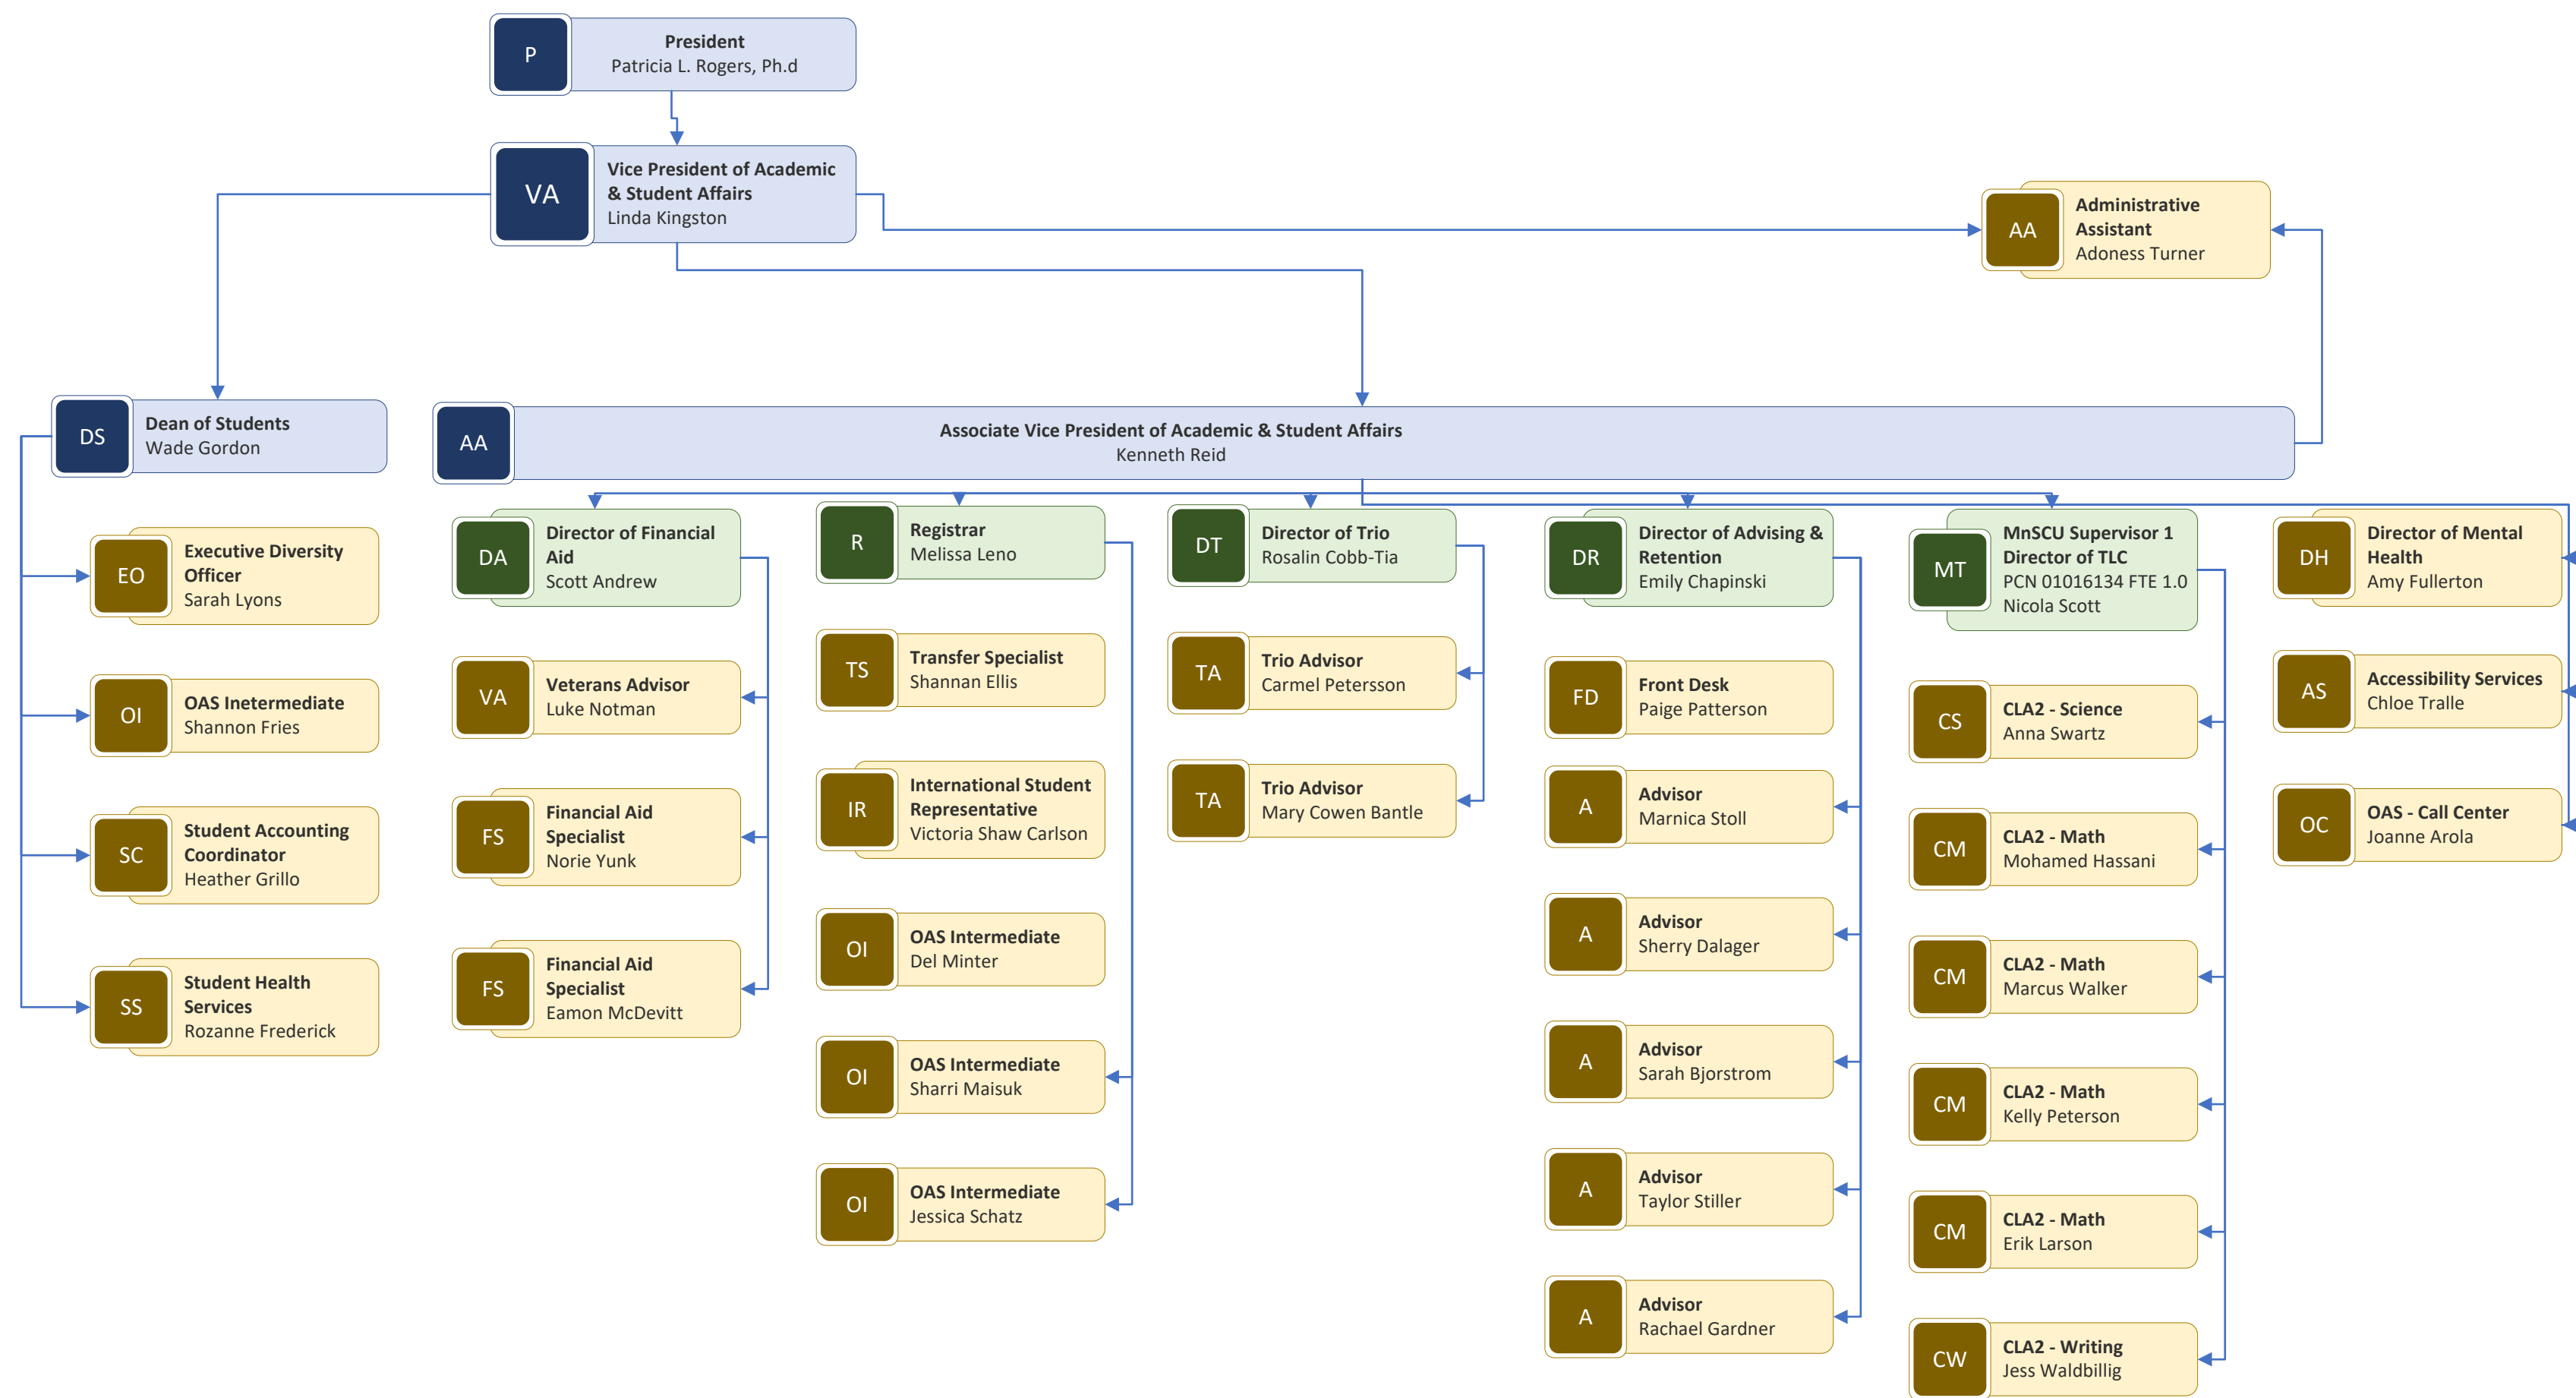 P
President
Patricia L. Rogers, Ph.d
VA
Vice President of Academic
& Student Affairs
Linda Kingston
AA
Administrative
Assistant
Adoness Turner
DS
Dean of Students
Wade Gordon
AA
Associate Vice President of Academic & Student Affairs
Kenneth Reid
EO
Executive Diversity
Officer
Sarah Lyons
OI
OAS Inetermediate
Shannon Fries
SC
Student Accounting
Coordinator
Heather Grillo
SS
Student Health
Services
Rozanne Frederick
DA
Director of Financial
Aid
Scott Andrew
VA
Veterans Advisor
Luke Notman
FS
Financial Aid
Specialist
Norie Yunk
FS
Financial Aid
Specialist
Eamon McDevitt
R
Registrar
Melissa Leno
TS
Transfer Specialist
Shannan Ellis
IR
International Student
Representative
Victoria Shaw Carlson
OI
OAS Intermediate
Del Minter
OI
OAS Intermediate
Sharri Maisuk
OI
OAS Intermediate
Jessica Schatz
DT
Director of Trio
Rosalin Cobb-Tia
TA
Trio Advisor
Carmel Petersson
TA
Trio Advisor
Mary Cowen Bantle
DR
Director of Advising &
Retention
Emily Chapinski
FD
Front Desk
Paige Patterson
A
Advisor
Marnica Stoll
A
Advisor
Sherry Dalager
A
Advisor
Sarah Bjorstrom
A
Advisor
Taylor Stiller
A
Advisor
Rachael Gardner
MT
MnSCU Supervisor 1
Director of TLC
PCN 01016134 FTE 1.0
Nicola Scott
CS
CLA2 - Science
Anna Swartz
CM
CLA2 - Math
Mohamed Hassani
CM
CLA2 - Math
Marcus Walker
CM
CLA2 - Math
Kelly Peterson
CM
CLA2 - Math
Erik Larson
CW
CLA2 - Writing
Jess Waldbillig
DH
Director of Mental
Health
Amy Fullerton
AS
Accessibility Services
Chloe Tralle
OC
OAS - Call Center
Joanne Arola